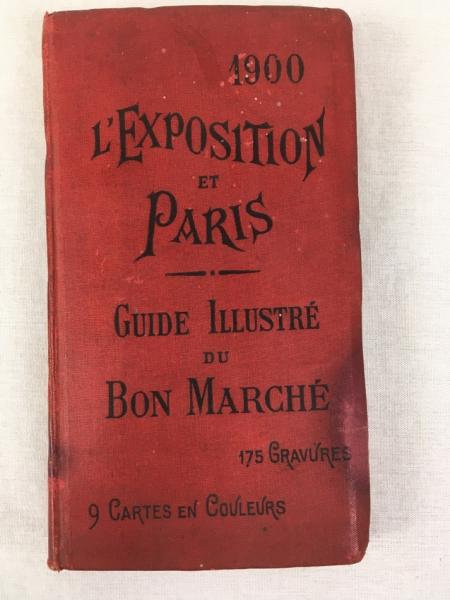 1900
L'EXPOSITION
ET
PARIS
GUIDE ILLUSTRÉ
DU
BON MARCHÉ
175 GRAVURES
9 CARTES EN COULEURS